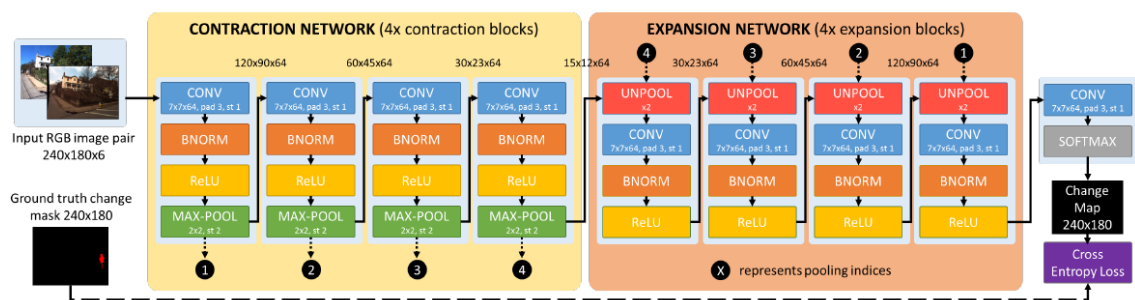 CONTRACTION NETWORK (4x contraction blocks)
EXPANSION NETWORK (4x expansion blocks)
120x90x64
60x45x64
30x23x64
15x12x64
4
30x23x64
3
60x45x64
2
120x90x64
1
CONV
7x7x64, pad 3, st 1
BNORM
ReLU
MAX-POOL
2x2, st 2
1
CONV
7x7x64, pad 3, st 1
BNORM
ReLU
MAX-POOL
2x2, st 2
2
CONV
7x7x64, pad 3, st 1
BNORM
ReLU
MAX-POOL
2x2, st 2
3
CONV
7x7x64, pad 3, st 1
BNORM
ReLU
MAX-POOL
2x2, st 2
4
UNPOOL
x2
CONV
7x7x64, pad 3, st 1
BNORM
ReLU
UNPOOL
x2
CONV
7x7x64, pad 3, st 1
BNORM
ReLU
UNPOOL
x2
CONV
7x7x64, pad 3, st 1
BNORM
ReLU
UNPOOL
x2
CONV
7x7x64, pad 3, st 1
BNORM
ReLU
CONV
7x7x64, pad 3, st 1
SOFTMAX
Change
Map
240x180
Cross
Entropy Loss
Input RGB image pair
240x180x6
Ground truth change
mask 240x180
X represents pooling indices